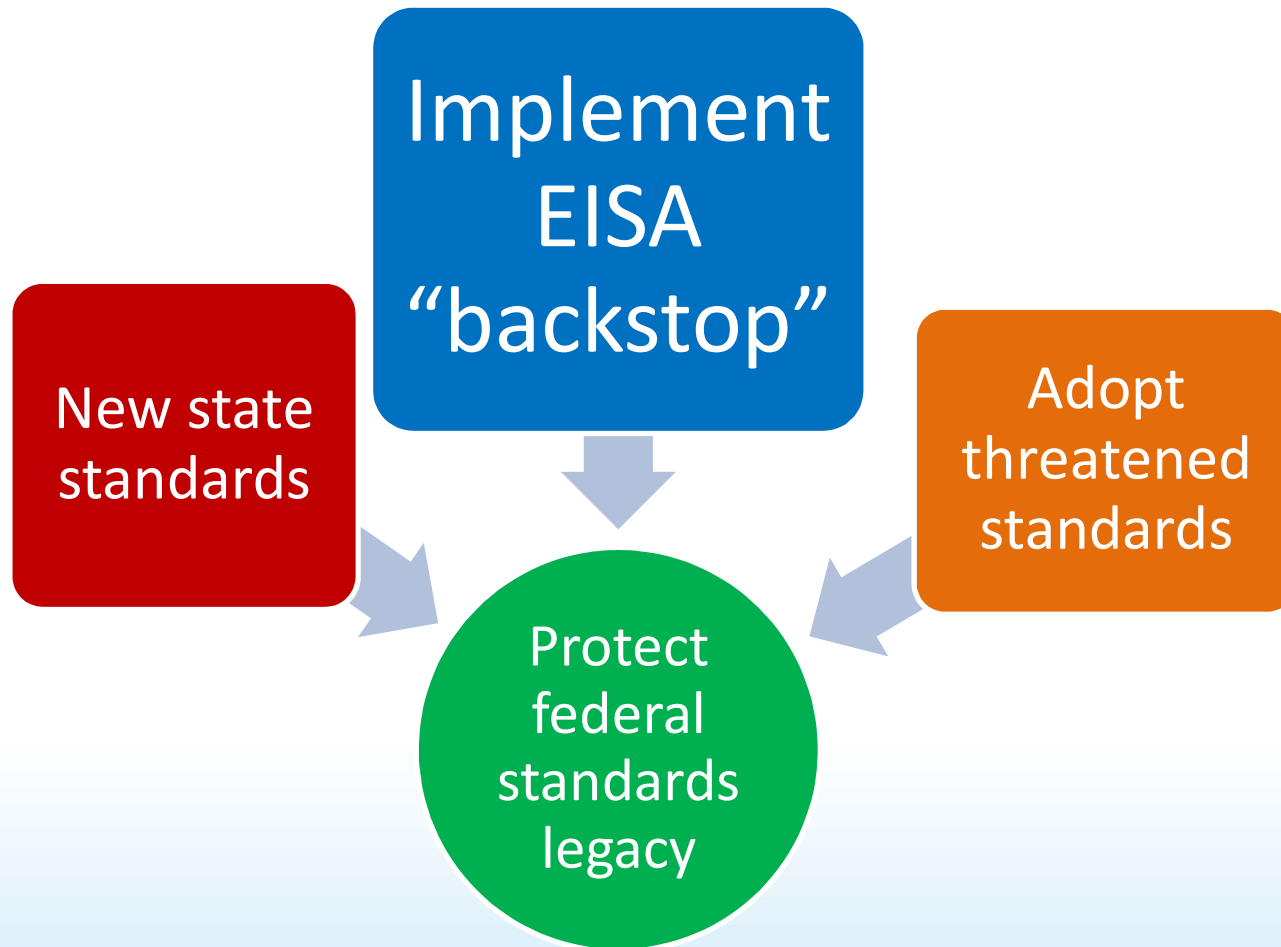 Implement
EISA
“backstop”
New state
standards
Adopt
threatened
standards
Protect
federal
standards
legacy